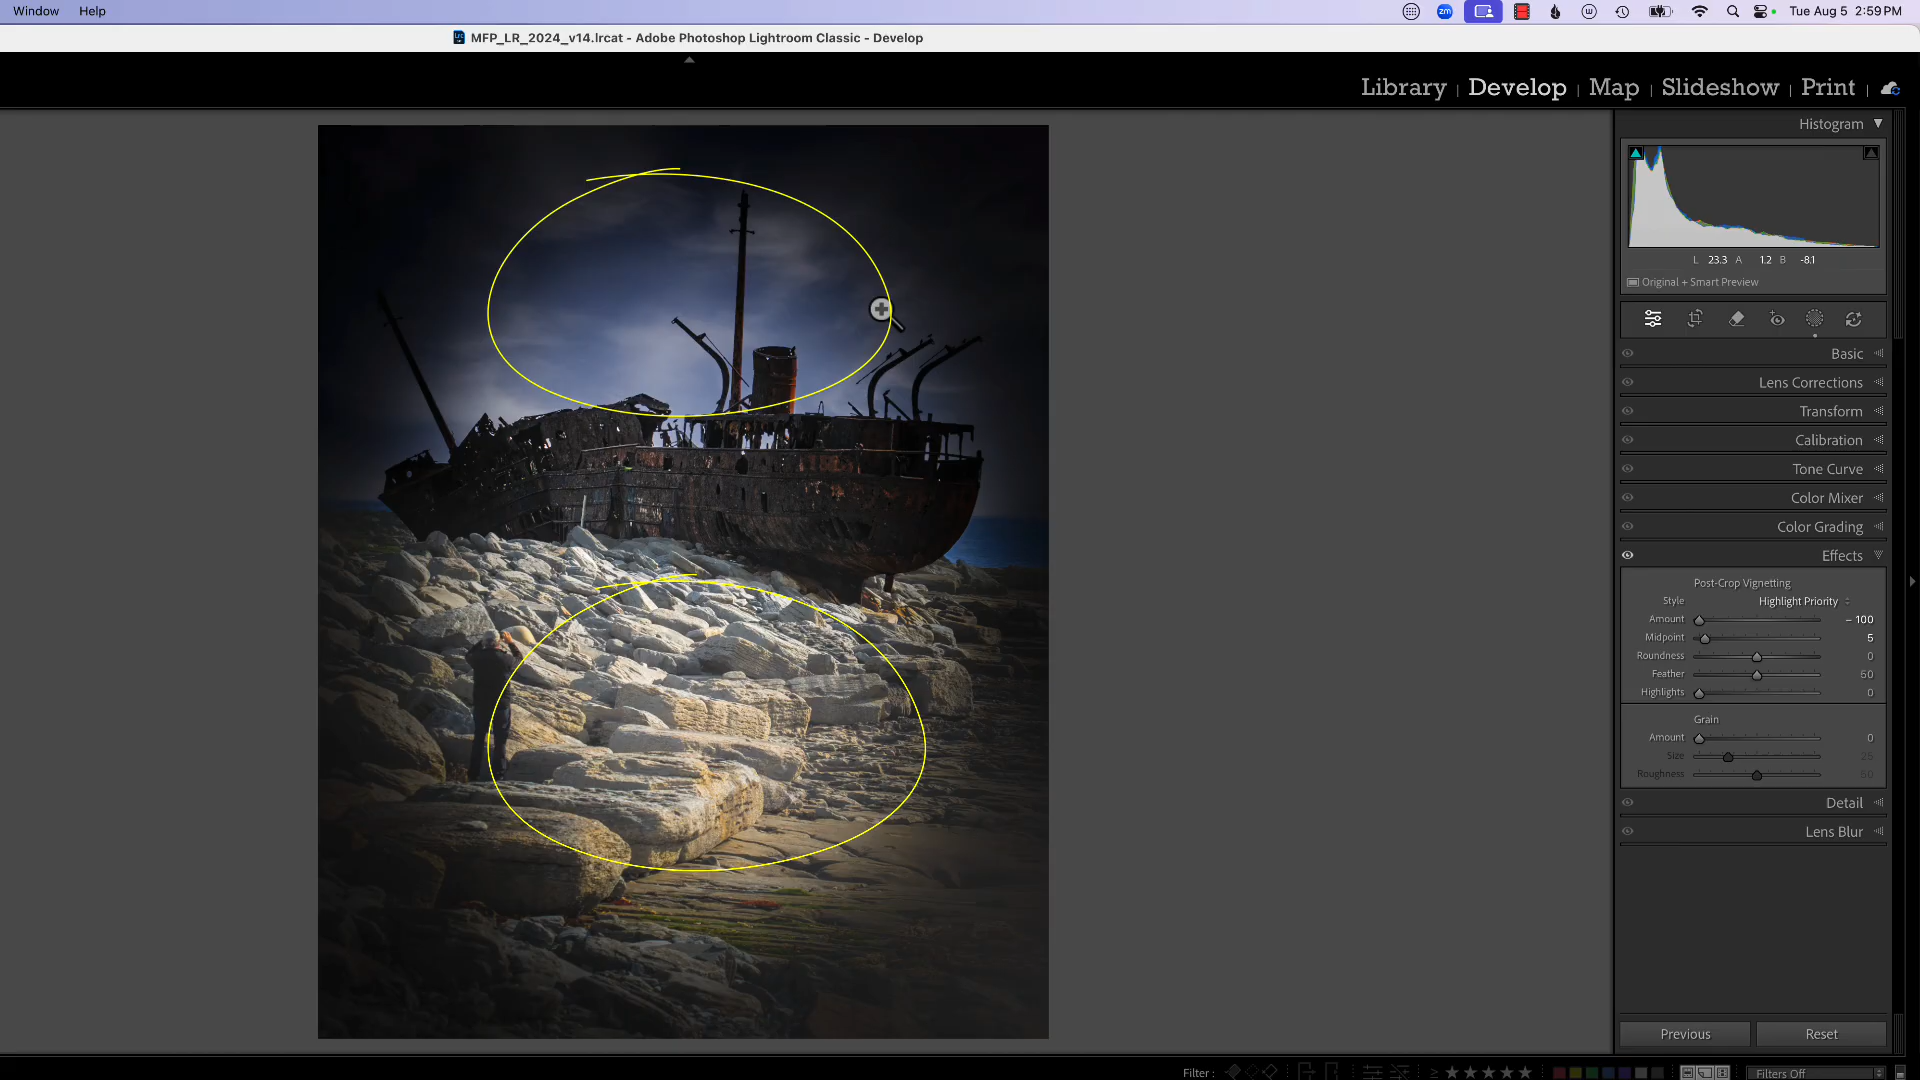 Window Help
Tue Aug 5 2:59 PM
MFP_LR_2024_v14.lrcat - Adobe Photoshop Lightroom Classic - Develop
Library | Develop | Map | Slideshow | Print |
Histogram
L 23.3 A 1.2 B -8.1
Original + Smart Preview
Basic
Lens Corrections
Transform
Calibration
Tone Curve
Color Mixer
Color Grading
Effects
Post-Crop Vignetting
Style Highlight Priority
Amount – 100
Midpoint 5
Roundness 0
Feather 50
Highlights 0
Grain
Amount 0
Size 25
Roughness 50
Detail
Lens Blur
Previous Reset
Filter : ≥ ★★★★★ Filters Off